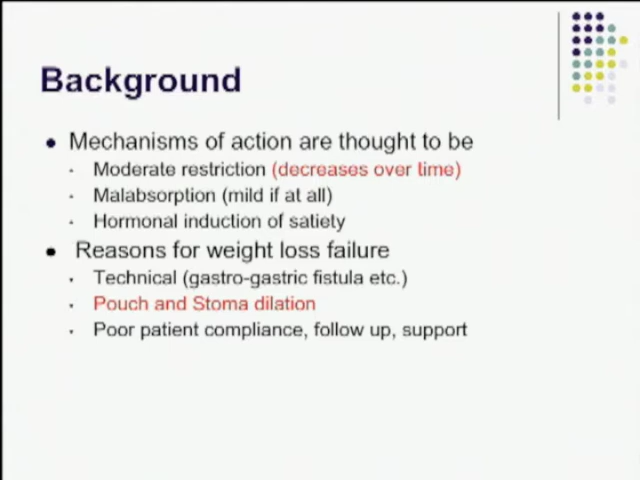 Background
Mechanisms of action are thought to be
Moderate restriction (decreases over time)
Malabsorption (mild if at all)
Hormonal induction of satiety
Reasons for weight loss failure
Technical (gastro-gastric fistula etc.)
Pouch and Stoma dilation
Poor patient compliance, follow up, support